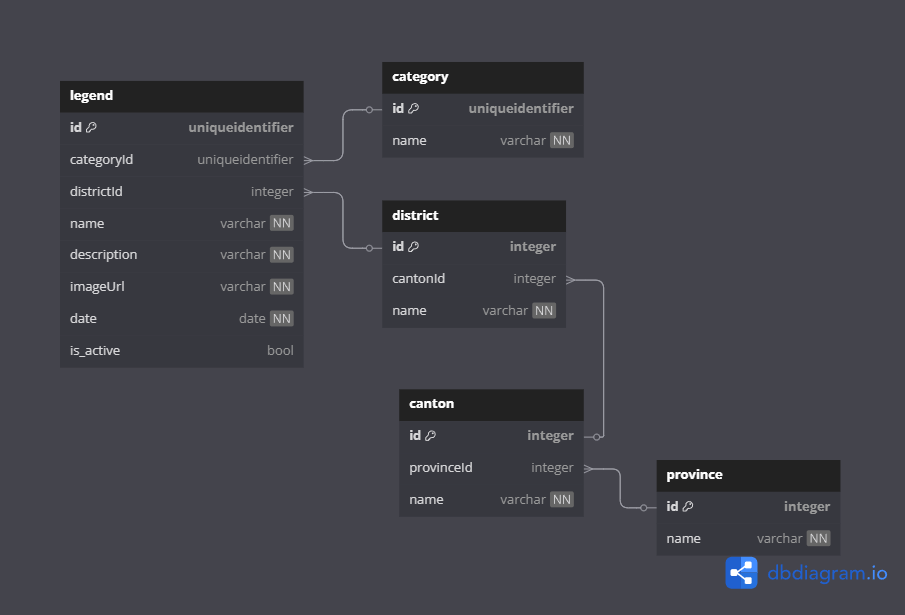 legend
id uniqueidentifier
categoryId uniqueidentifier
districtId integer
name varchar NN
description varchar NN
imageUrl varchar NN
date date NN
is_active bool
category
id uniqueidentifier
name varchar NN
district
id integer
cantonId integer
name varchar NN
canton
id integer
provinceId integer
name varchar NN
province
id integer
name varchar NN
dbdiagram.io